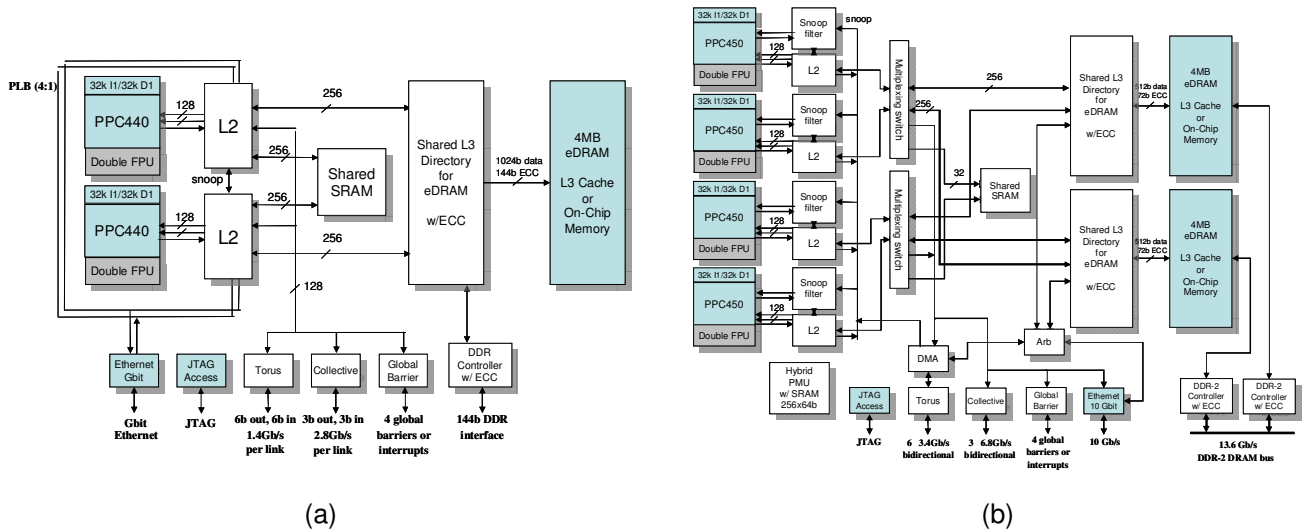 PLB (4:1)
32k I1/32k D1
PPC440
Double FPU
128
L2
snoop
32k I1/32k D1
PPC440
Double FPU
128
L2
256
256
256
256
128
Shared
SRAM
Shared L3
Directory
for
eDRAM
w/ECC
1024b data
144b ECC
4MB
eDRAM
L3 Cache
or
On-Chip
Memory
Ethernet
Gbit
JTAG
Access
Torus
Collective
Global
Barrier
DDR
Controller
w/ ECC
Gbit
Ethernet
JTAG
6b out, 6b in
1.4Gb/s
per link
3b out, 3b in
2.8Gb/s
per link
4 global
barriers or
interrupts
144b DDR
interface
(a)
32k I1/32k D1
PPC450
Double FPU
128
Snoop
filter
L2
snoop
32k I1/32k D1
PPC450
Double FPU
128
Snoop
filter
L2
32k I1/32k D1
PPC450
Double FPU
128
Snoop
filter
L2
32k I1/32k D1
PPC450
Double FPU
128
Snoop
filter
L2
Multiplexing switch
Multiplexing switch
256
256
32
Shared
SRAM
Shared L3
Directory
for
eDRAM
w/ECC
512b data
72b ECC
4MB
eDRAM
L3 Cache
or
On-Chip
Memory
Shared L3
Directory
for
eDRAM
w/ECC
512b data
72b ECC
4MB
eDRAM
L3 Cache
or
On-Chip
Memory
Hybrid
PMU
w/ SRAM
256x64b
DMA
Arb
JTAG
Access
Torus
Collective
Global
Barrier
Ethernet
10 Gbit
DDR-2
Controller
w/ ECC
DDR-2
Controller
w/ ECC
JTAG
6 3.4Gb/s
bidirectional
3 6.8Gb/s
bidirectional
4 global
barriers or
interrupts
10 Gb/s
13.6 Gb/s
DDR-2 DRAM bus
(b)